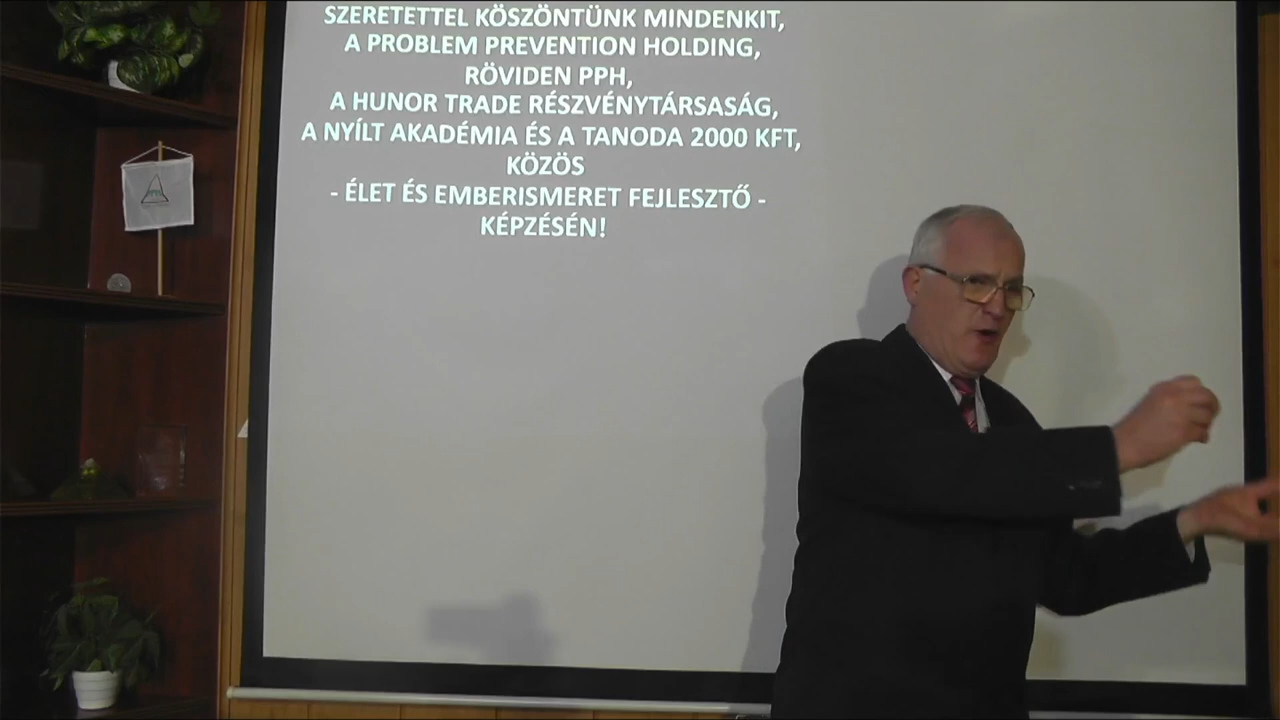 SZERETETTEL KÖSZÖNTÜNK MINDENKIT,
A PROBLEM PREVENTION HOLDING,
RÖVIDEN PPH,
A HUNOR TRADE RÉSZVÉNYTÁRSASÁG,
A NYÍLT AKADÉMIA ÉS A TANODA 2000 KFT,
KÖZÖS
- ÉLET ÉS EMBERISMERET FEJLESZTŐ -
KÉPZÉSÉN!